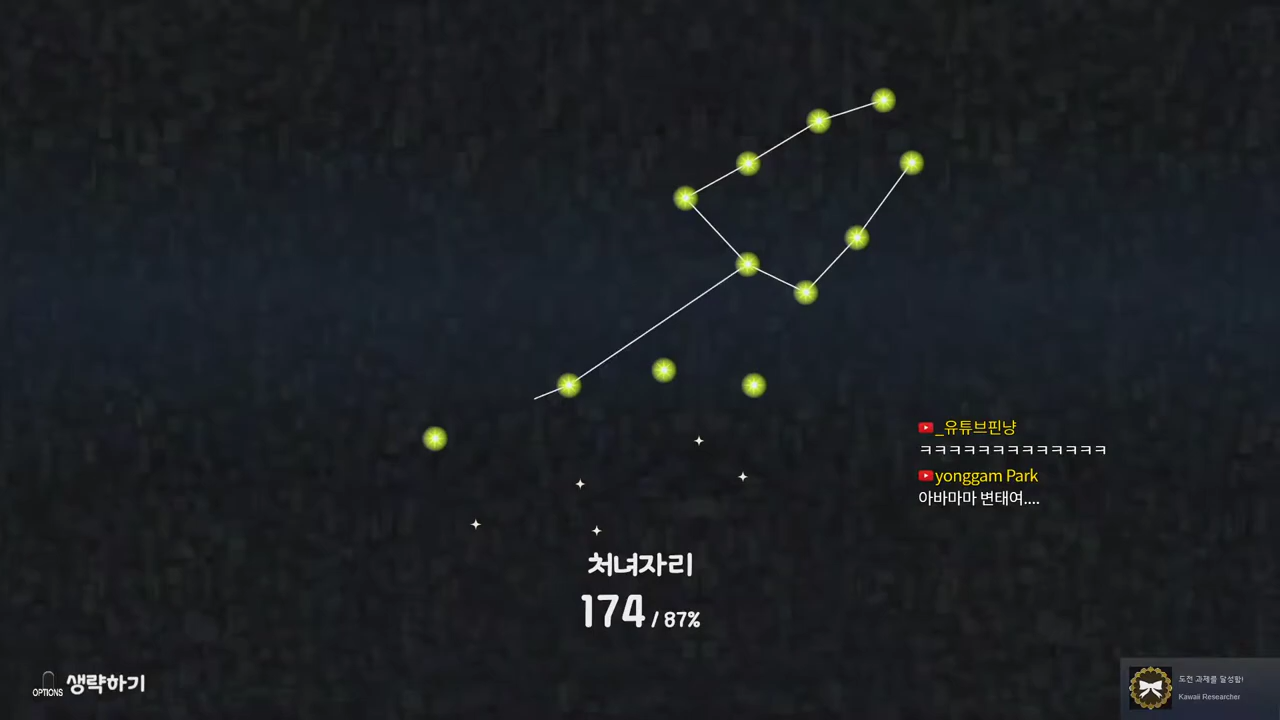 _유튜브핀냥
ㅋㅋㅋㅋㅋㅋㅋㅋㅋㅋㅋㅋㅋ
yonggam Park
아바마마 변태여....
처녀자리
174 / 87%
OPTIONS 생략하기
도전 과제를 달성함!
Kawaii Researcher